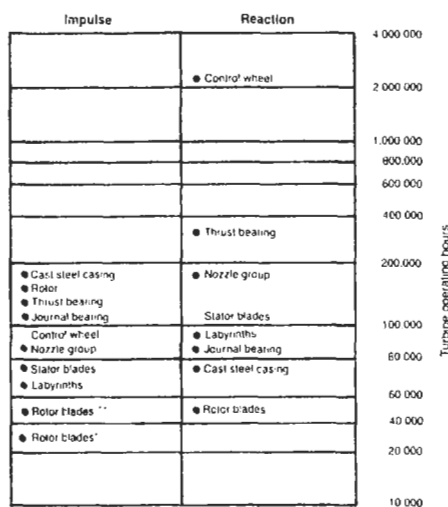 Impulse Reaction
4 000 000
Control wheel
2 000 000
1.000 000
800.000
600 000
400 000
Thrust bearing
200.000
Cast steel casing Nozzle group
Rotor
Thrust bearing
Journal bearing Stator blades
100 000
Control wheel Labyrinths
Nozzle group Journal bearing
80 000
Stator blades Cast steel casing
Labyrinths
60 000
Rotor blades ** Rotor blades
40 000
Rotor blades*
20 000
10 000
Turbine operating hours